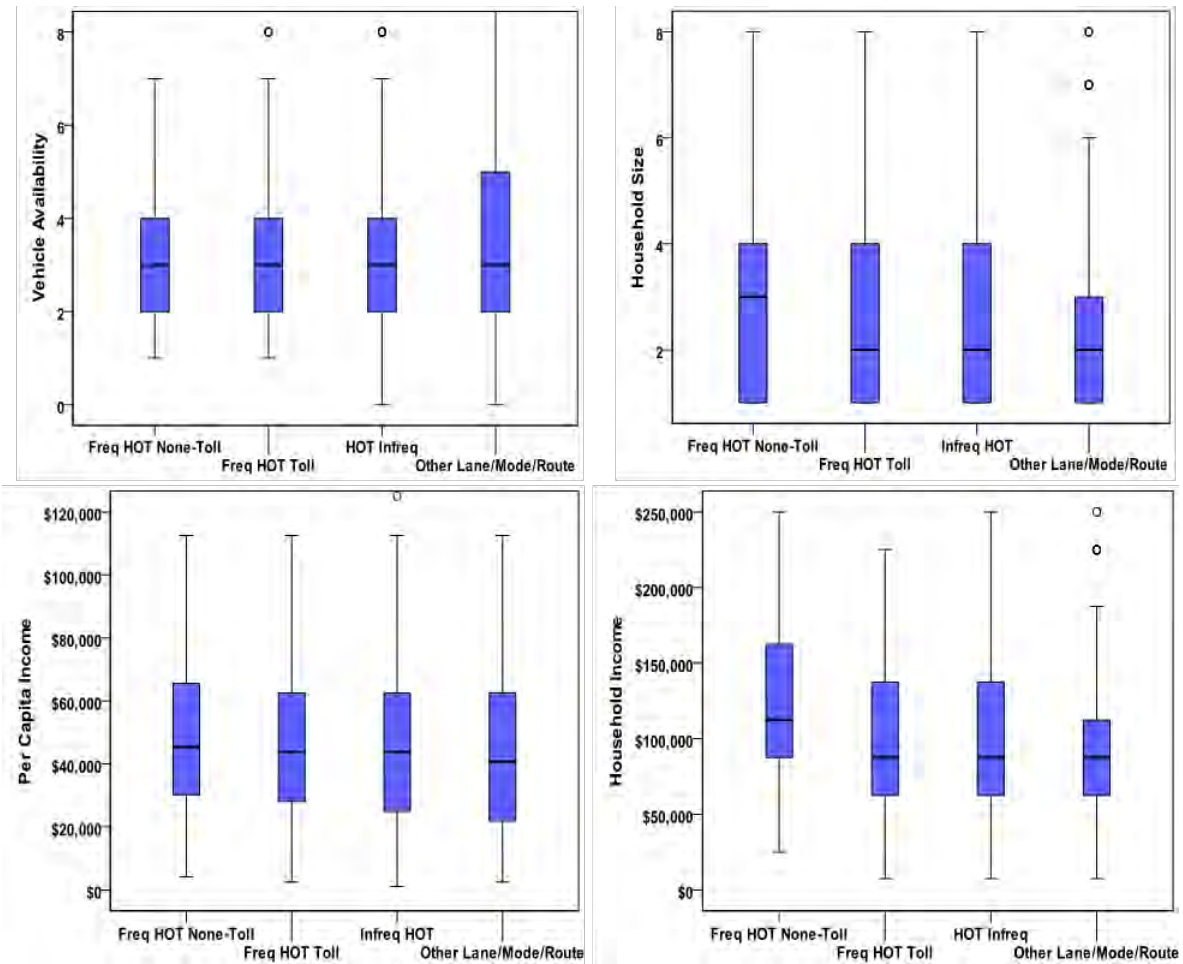 Vehicle Availability
8
6
4
2
0
Freq HOT None-Toll
Freq HOT Toll
HOT Infreq
Other Lane/Mode/Route
Household Size
8
6
4
2
Freq HOT None-Toll
Freq HOT Toll
Infreq HOT
Other Lane/Mode/Route
Per Capita Income
$120,000
$100,000
$80,000
$60,000
$40,000
$20,000
$0
Freq HOT None-Toll
Freq HOT Toll
Infreq HOT
Other Lane/Mode/Route
Household Income
$250,000
$200,000
$150,000
$100,000
$50,000
$0
Freq HOT None-Toll
Freq HOT Toll
HOT Infreq
Other Lane/Mode/Route